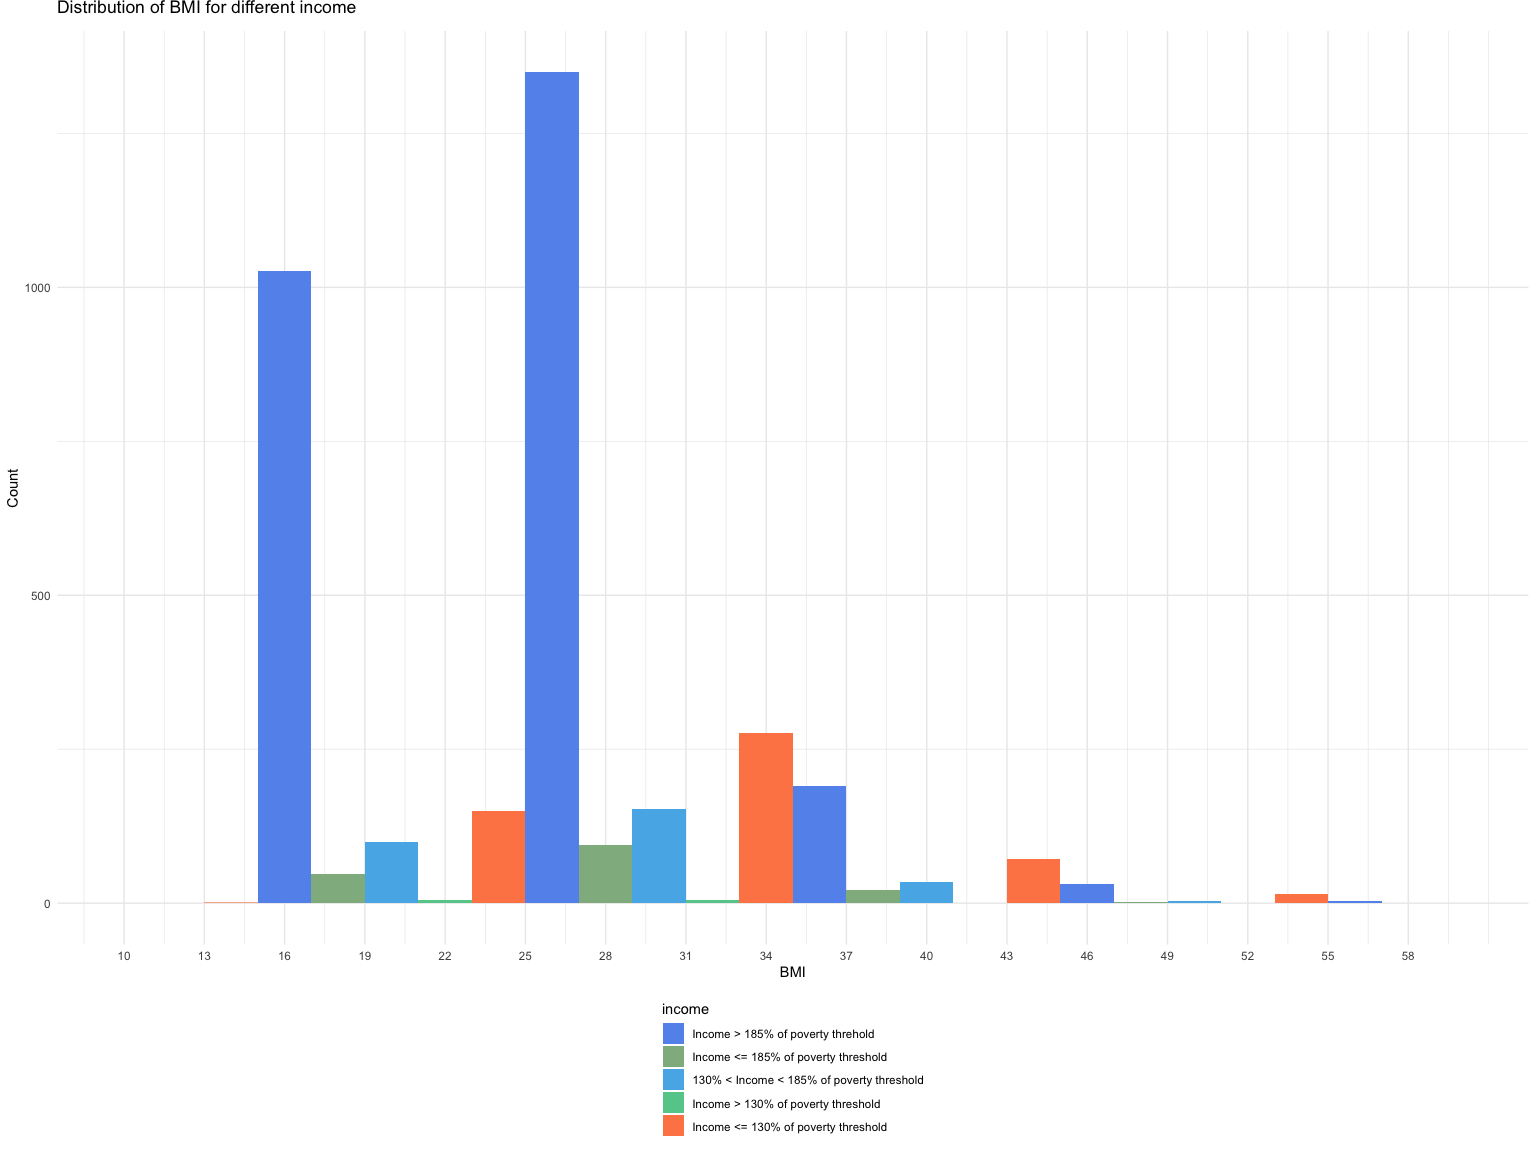 Distribution of BMI for different income
Count
1000
500
0
10 13 16 19 22 25 28 31 34 37 40 43 46 49 52 55 58
BMI
income
Income > 185% of poverty threhold
Income <= 185% of poverty threshold
130% < Income < 185% of poverty threshold
Income > 130% of poverty threshold
Income <= 130% of poverty threshold